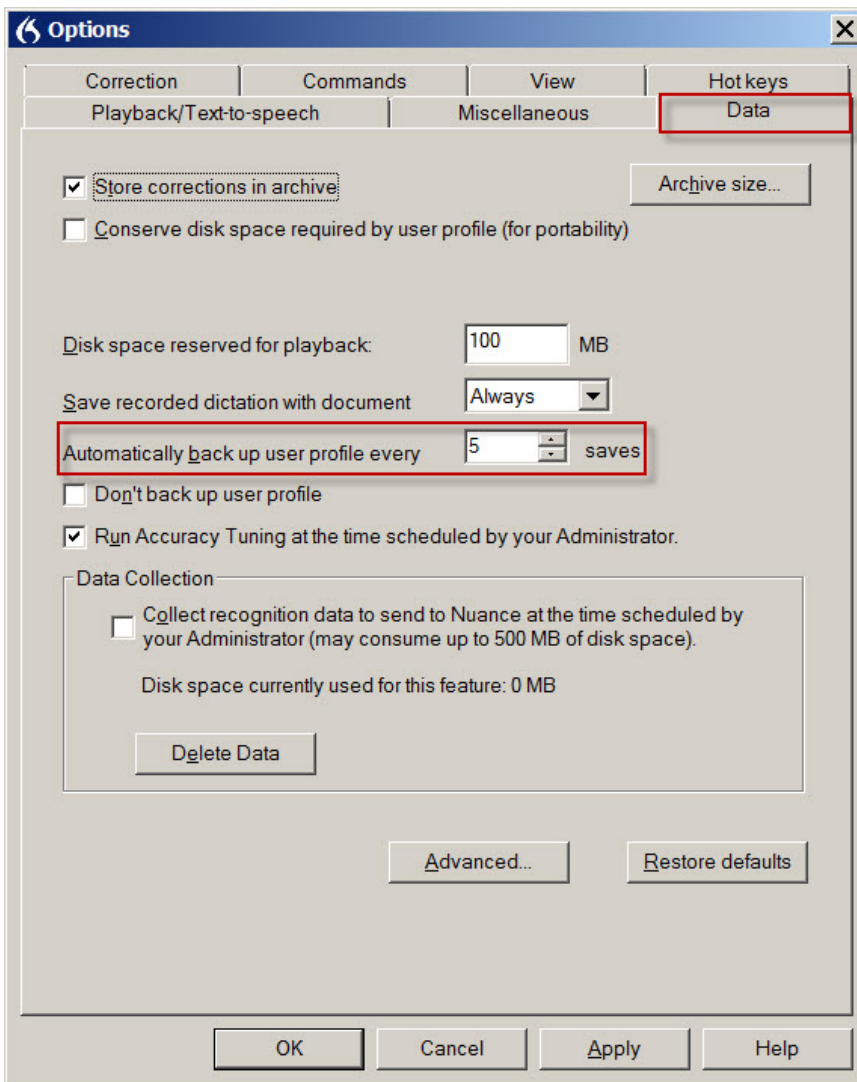 Options
Correction Commands View Hot keys
Playback/Text-to-speech Miscellaneous Data
Store corrections in archive Archive size...
Conserve disk space required by user profile (for portability)
Disk space reserved for playback: 100 MB
Save recorded dictation with document Always
Automatically back up user profile every 5 saves
Don't back up user profile
Run Accuracy Tuning at the time scheduled by your Administrator.
Data Collection
Collect recognition data to send to Nuance at the time scheduled by
your Administrator (may consume up to 500 MB of disk space).
Disk space currently used for this feature: 0 MB
Delete Data
Advanced... Restore defaults
OK Cancel Apply Help